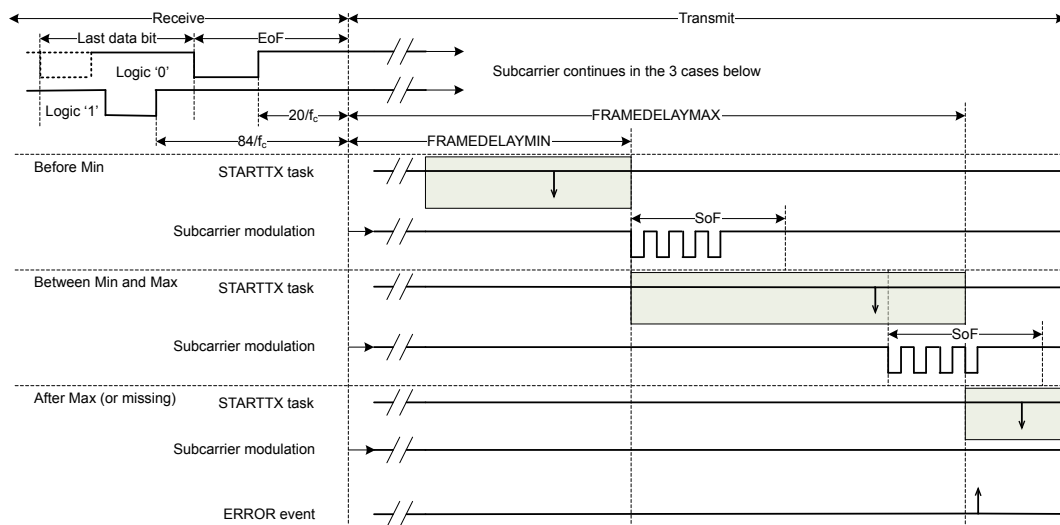 Receive
Transmit
Last data bit
EoF
Logic ‘0’
Subcarrier continues in the 3 cases below
Logic ‘1’
20/fc
FRAMEDELAYMAX
84/fc
FRAMEDELAYMIN
Before Min
STARTTX task
SoF
Subcarrier modulation
Between Min and Max
STARTTX task
SoF
Subcarrier modulation
After Max (or missing)
STARTTX task
Subcarrier modulation
ERROR event